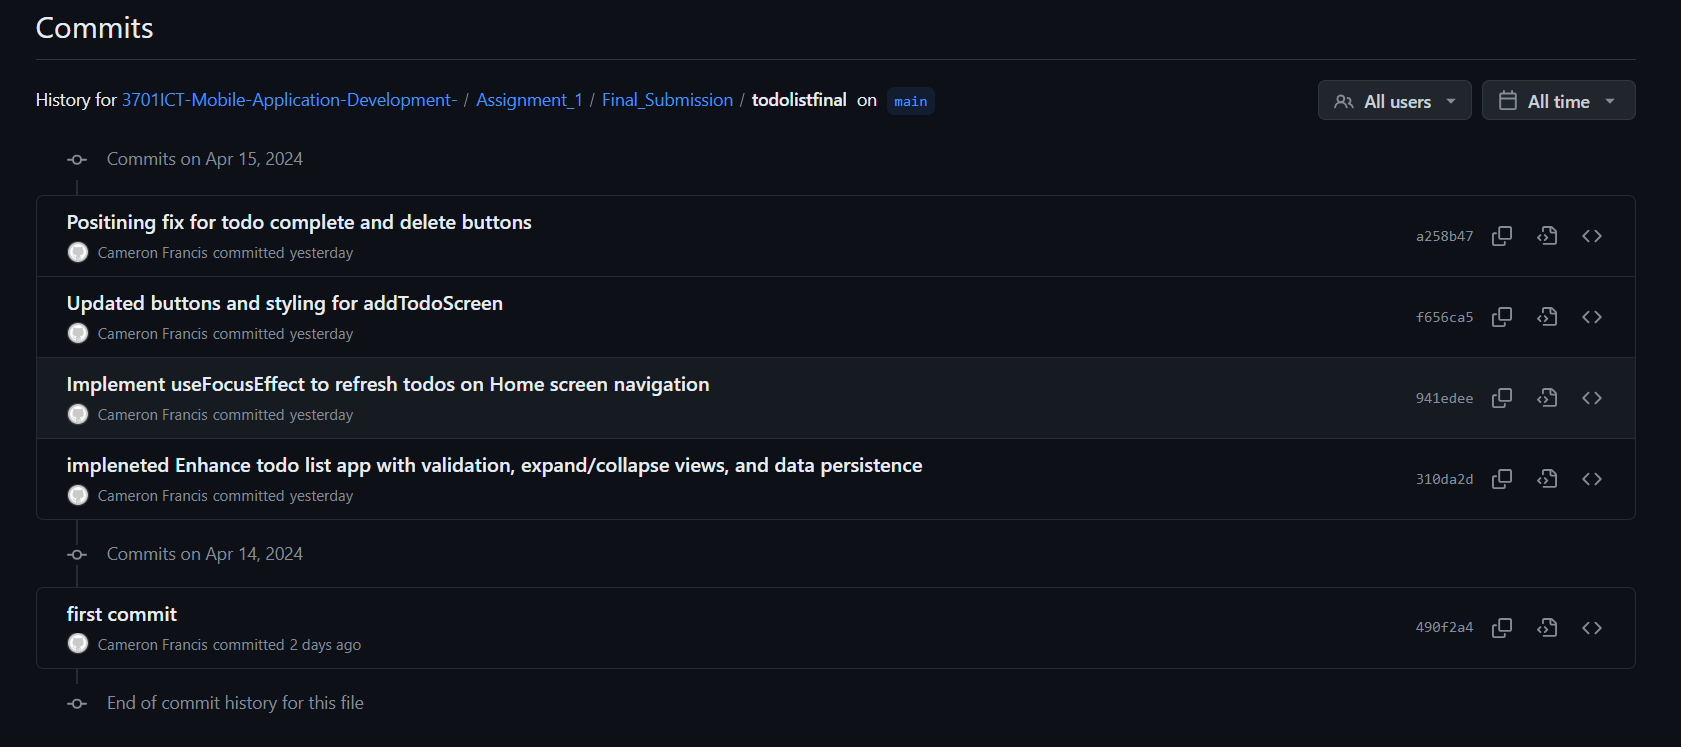 Commits
History for 3701ICT-Mobile-Application-Development- / Assignment_1 / Final_Submission / todolistfinal on main
All users
All time
Commits on Apr 15, 2024
Positining fix for todo complete and delete buttons
Cameron Francis committed yesterday
a258b47
Updated buttons and styling for addTodoScreen
Cameron Francis committed yesterday
f656ca5
Implement useFocusEffect to refresh todos on Home screen navigation
Cameron Francis committed yesterday
941edee
impleneted Enhance todo list app with validation, expand/collapse views, and data persistence
Cameron Francis committed yesterday
310da2d
Commits on Apr 14, 2024
first commit
Cameron Francis committed 2 days ago
490f2a4
End of commit history for this file